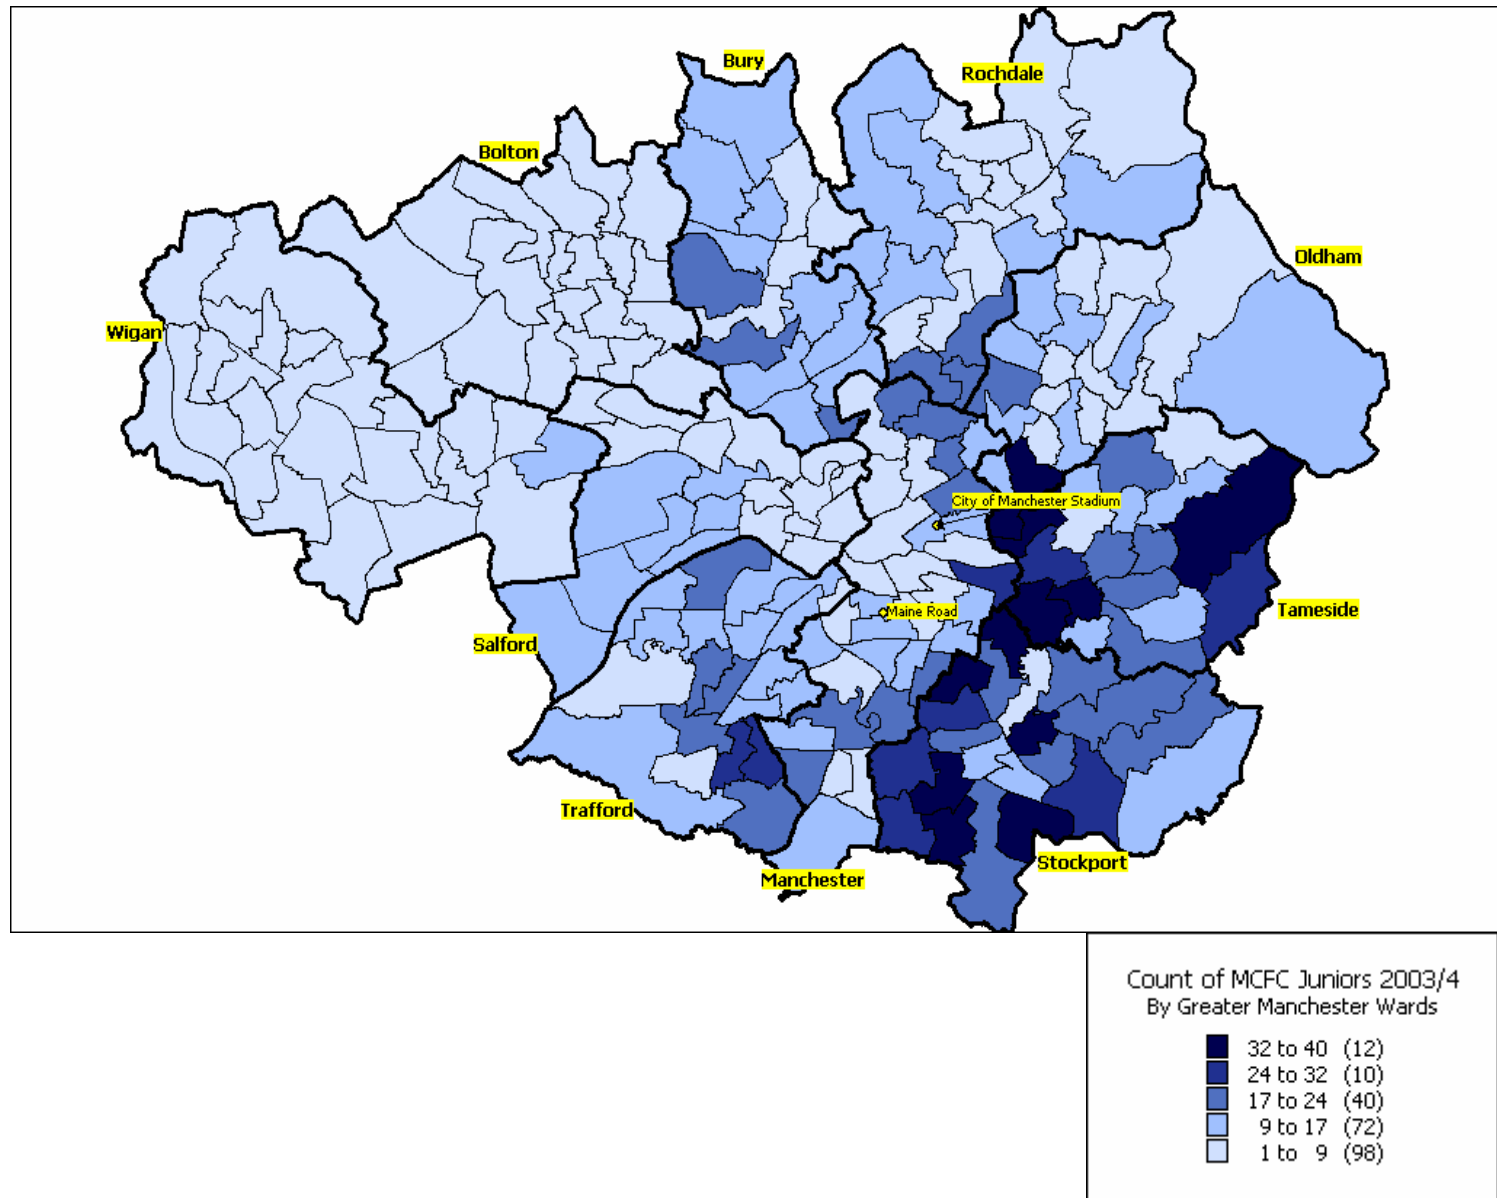 Bury
Rochdale
Bolton
Oldham
Wigan
City of Manchester Stadium
Maine Road
Tameside
Salford
Trafford
Stockport
Manchester
Count of MCFC Juniors 2003/4
By Greater Manchester Wards
32 to 40 (12)
24 to 32 (10)
17 to 24 (40)
9 to 17 (72)
1 to 9 (98)